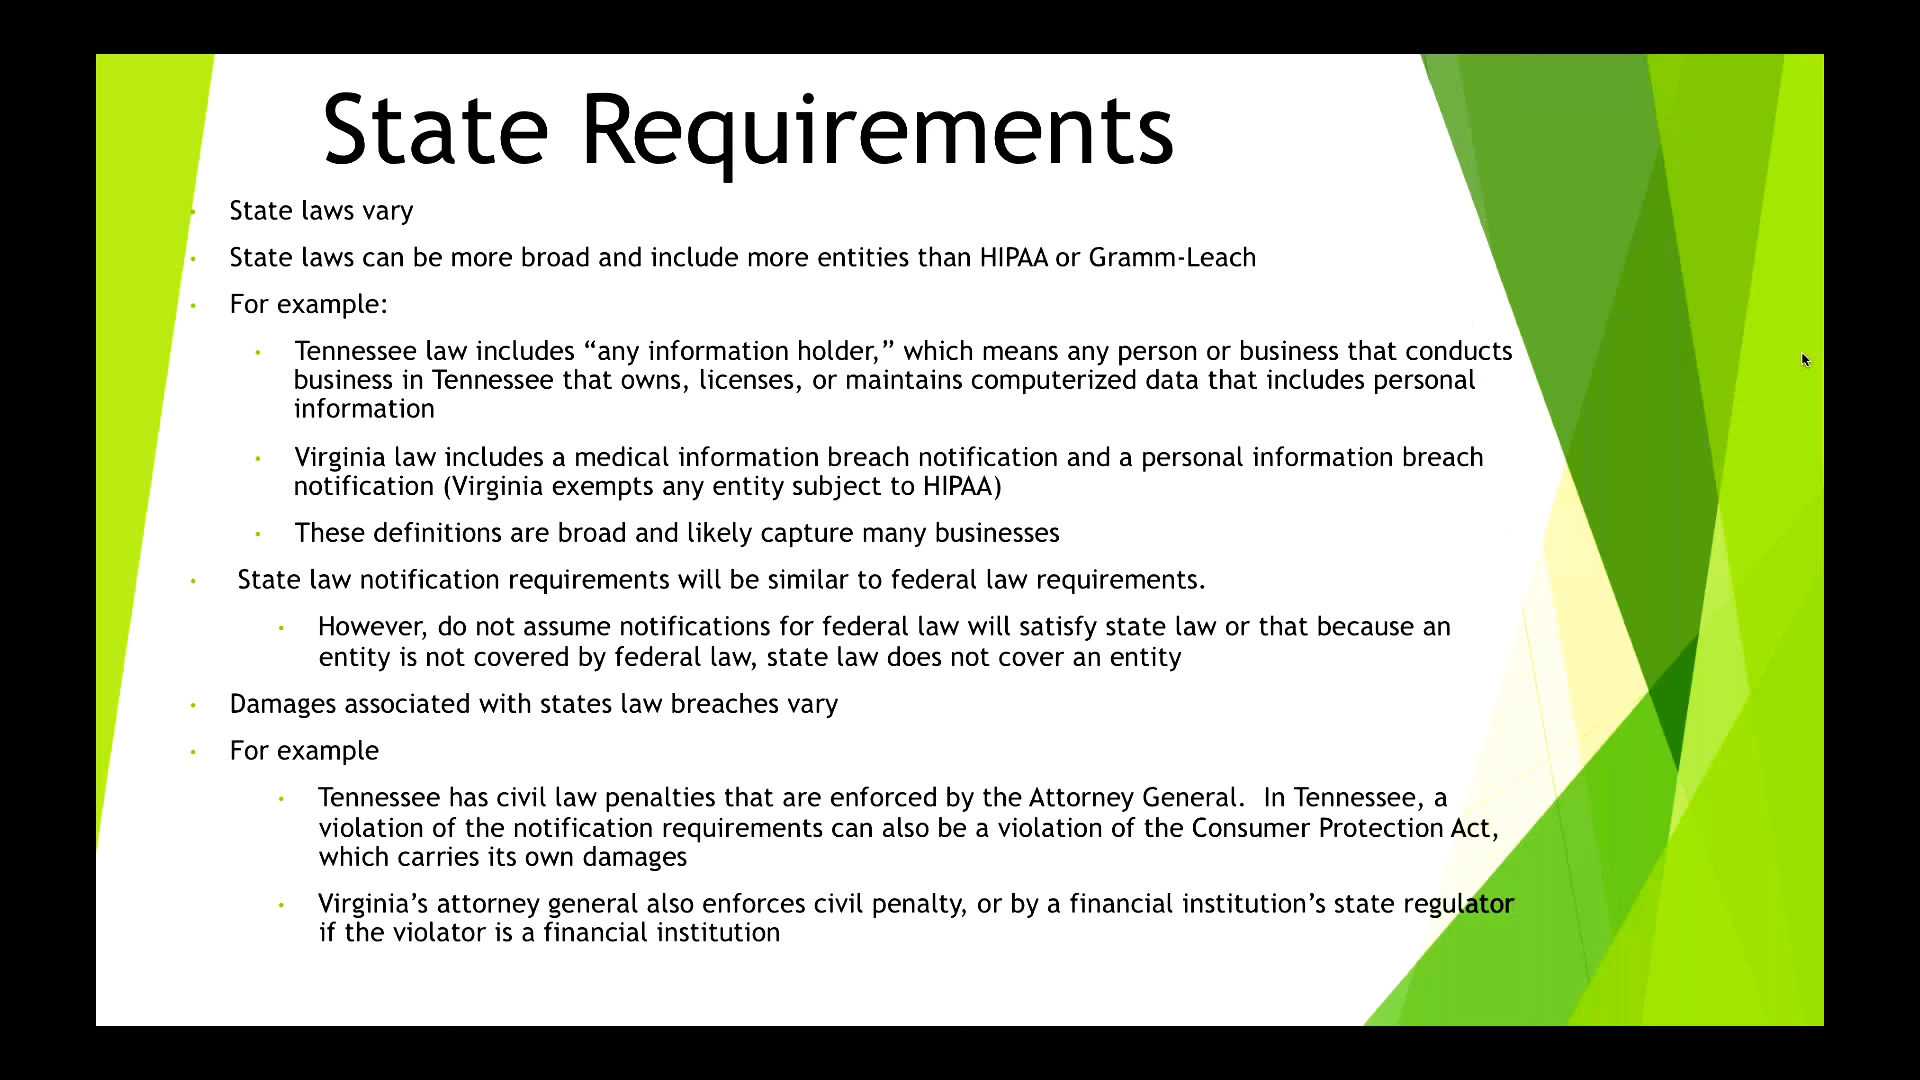 State Requirements
State laws vary
State laws can be more broad and include more entities than HIPAA or Gramm-Leach
For example:
Tennessee law includes “any information holder,” which means any person or business that conducts
business in Tennessee that owns, licenses, or maintains computerized data that includes personal
information
Virginia law includes a medical information breach notification and a personal information breach
notification (Virginia exempts any entity subject to HIPAA)
These definitions are broad and likely capture many businesses
State law notification requirements will be similar to federal law requirements.
However, do not assume notifications for federal law will satisfy state law or that because an
entity is not covered by federal law, state law does not cover an entity
Damages associated with states law breaches vary
For example
Tennessee has civil law penalties that are enforced by the Attorney General.  In Tennessee, a
violation of the notification requirements can also be a violation of the Consumer Protection Act,
which carries its own damages
Virginia’s attorney general also enforces civil penalty, or by a financial institution’s state regulator
if the violator is a financial institution